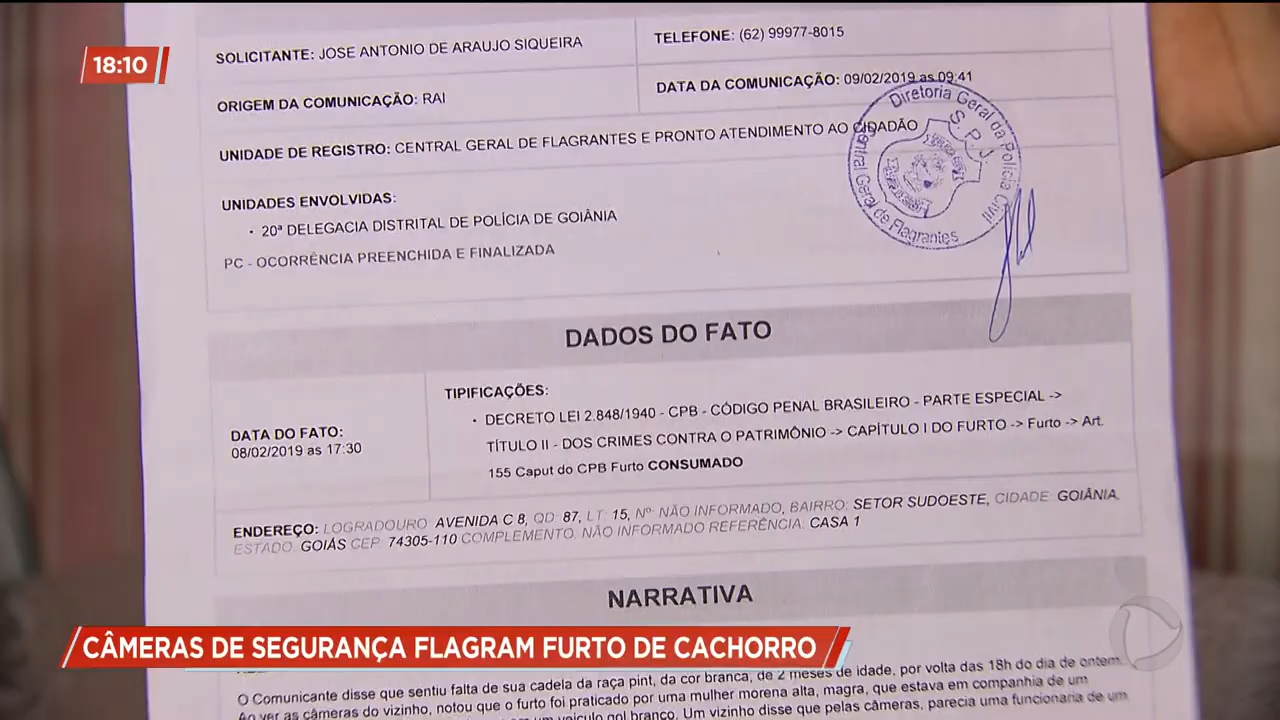 18:10
SOLICITANTE: JOSE ANTONIO DE ARAUJO SIQUEIRA
TELEFONE: (62) 99977-8015
ORIGEM DA COMUNICAÇÃO: RAI
DATA DA COMUNICAÇÃO: 09/02/2019 as 09:41
UNIDADE DE REGISTRO: CENTRAL GERAL DE FLAGRANTES E PRONTO ATENDIMENTO AO CIDADÃO
Diretoria Geral da Polícia Civil
S. P. J.
Central Geral de Flagrantes
UNIDADES ENVOLVIDAS:
• 20ª DELEGACIA DISTRITAL DE POLÍCIA DE GOIÂNIA
PC - OCORRÊNCIA PREENCHIDA E FINALIZADA
DADOS DO FATO
DATA DO FATO:
08/02/2019 as 17:30
TIPIFICAÇÕES:
• DECRETO LEI 2.848/1940 - CPB - CÓDIGO PENAL BRASILEIRO - PARTE ESPECIAL ->
TÍTULO II - DOS CRIMES CONTRA O PATRIMÔNIO -> CAPÍTULO I DO FURTO -> Furto -> Art.
155 Caput do CPB Furto CONSUMADO
ENDEREÇO: LOGRADOURO: AVENIDA C 8, QD: 87, LT: 15, Nº: NÃO INFORMADO, BAIRRO: SETOR SUDOESTE, CIDADE: GOIÂNIA,
ESTADO: GOIÁS CEP: 74305-110 COMPLEMENTO: NÃO INFORMADO REFERÊNCIA: CASA 1
NARRATIVA
CÂMERAS DE SEGURANÇA FLAGRAM FURTO DE CACHORRO
O Comunicante disse que sentiu falta de sua cadela da raça pint, da cor branca, de 2 meses de idade, por volta das 18h do dia de ontem.
Ao ver as câmeras do vizinho, notou que o furto foi praticado por uma mulher morena alta, magra, que estava em companhia de um
um veiculo gol branco. Um vizinho disse que pelas câmeras, parecia uma funcionaria de um